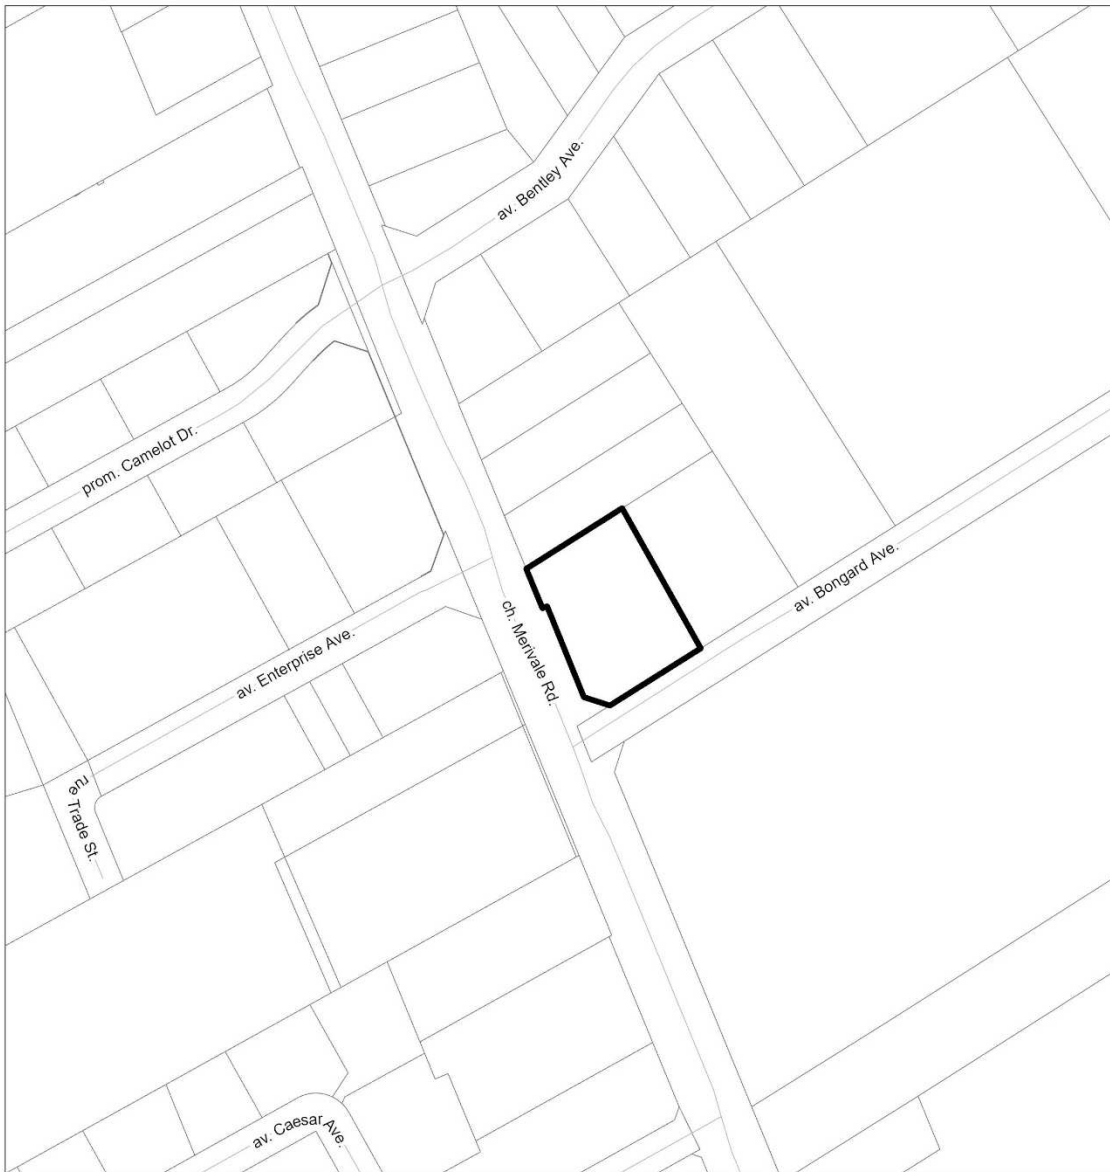 av. Bentley Ave.
prom. Camelot Dr.
av. Bongard Ave.
ch. Merivale Rd.
av. Enterprise Ave.
rue Trade St.
av. Caesar Ave.